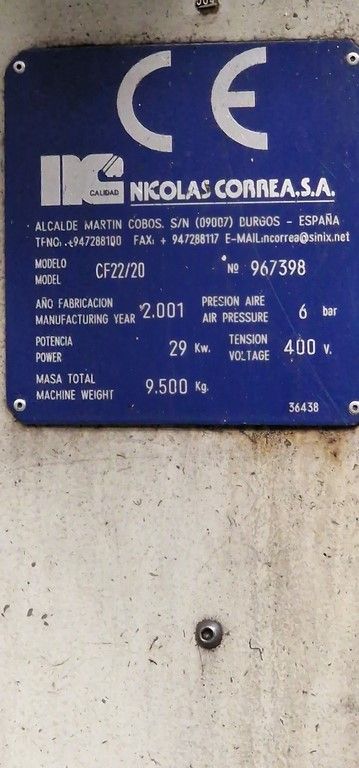 CE
CALIDAD
NICOLAS CORREA,S.A.
ALCALDE MARTIN COBOS. S/N (09007) BURGOS - ESPAÑA
TFNO. +947288100 FAX: + 947288117 E-MAIL:ncorrea@sinix.net
MODELO
MODEL CF22/20 Nº 967398
AÑO FABRICACION PRESION AIRE
MANUFACTURING YEAR 2.001 AIR PRESSURE 6 bar
POTENCIA TENSION
POWER 29 Kw. VOLTAGE 400 V.
MASA TOTAL
MACHINE WEIGHT 9.500 Kg.
36438